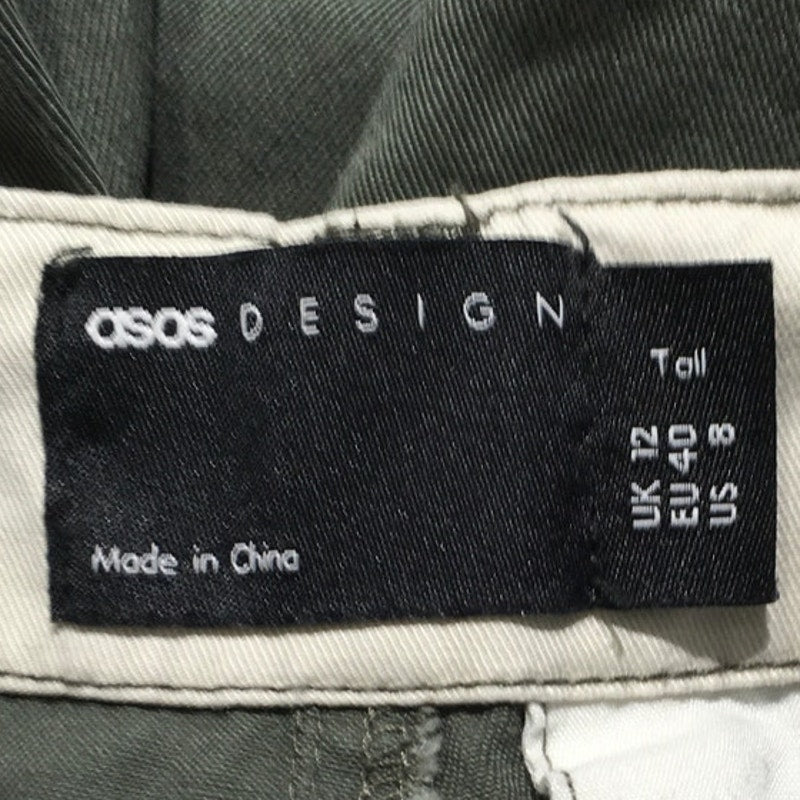 asos DESIGN
Made in China
Tall
UK 12
EU 40
US 8